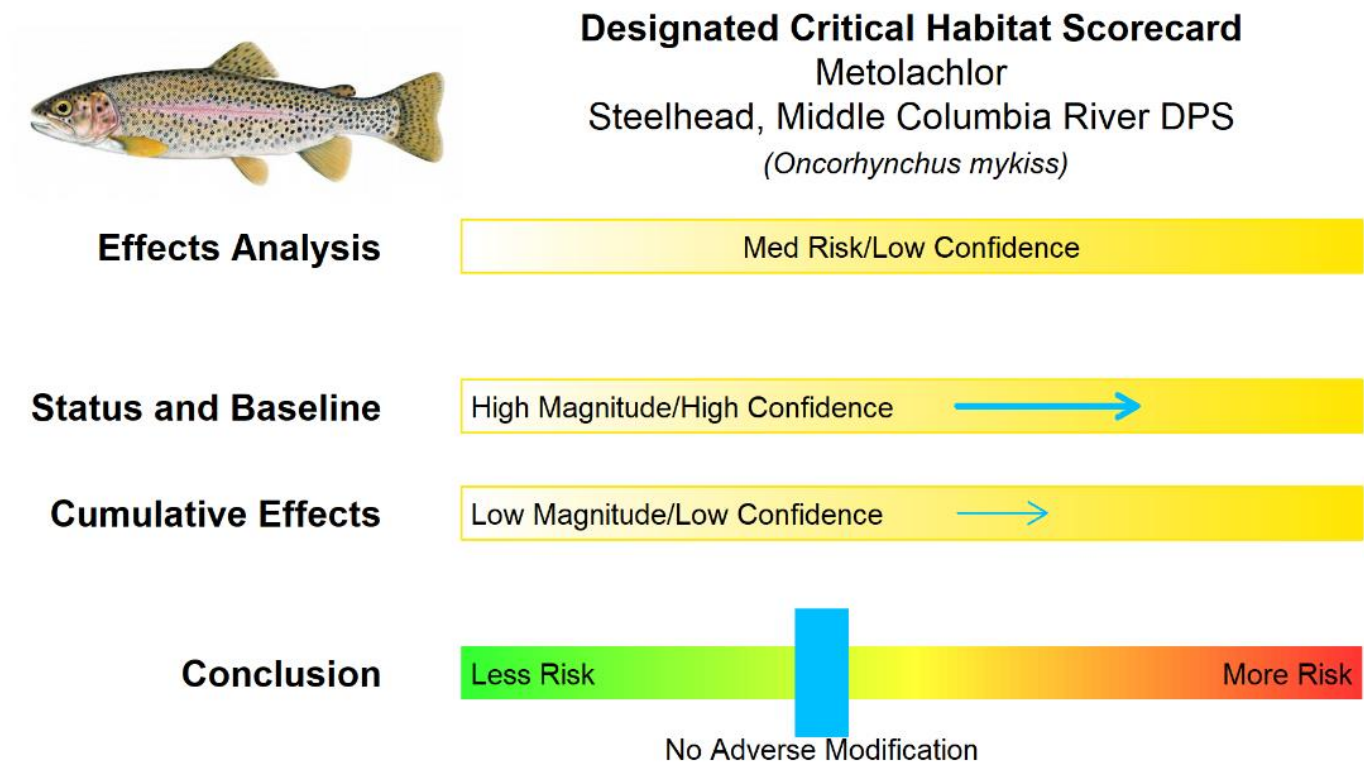 Designated Critical Habitat Scorecard
Metolachlor
Steelhead, Middle Columbia River DPS
(Oncorhynchus mykiss)
Effects Analysis
Med Risk/Low Confidence
Status and Baseline
High Magnitude/High Confidence
Cumulative Effects
Low Magnitude/Low Confidence
Conclusion
Less Risk
More Risk
No Adverse Modification